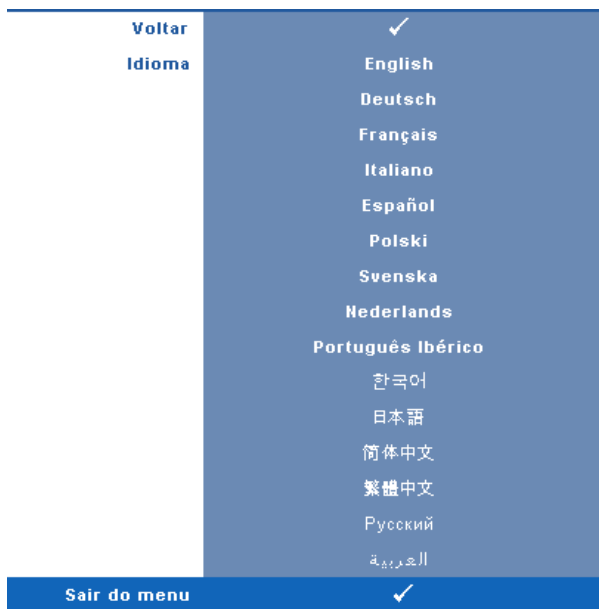 Voltar ✓
Idioma English
Deutsch
Français
Italiano
Español
Polski
Svenska
Nederlands
Português Ibérico
한국어
日本語
简体中文
繁體中文
Русский
العربية
Sair do menu ✓